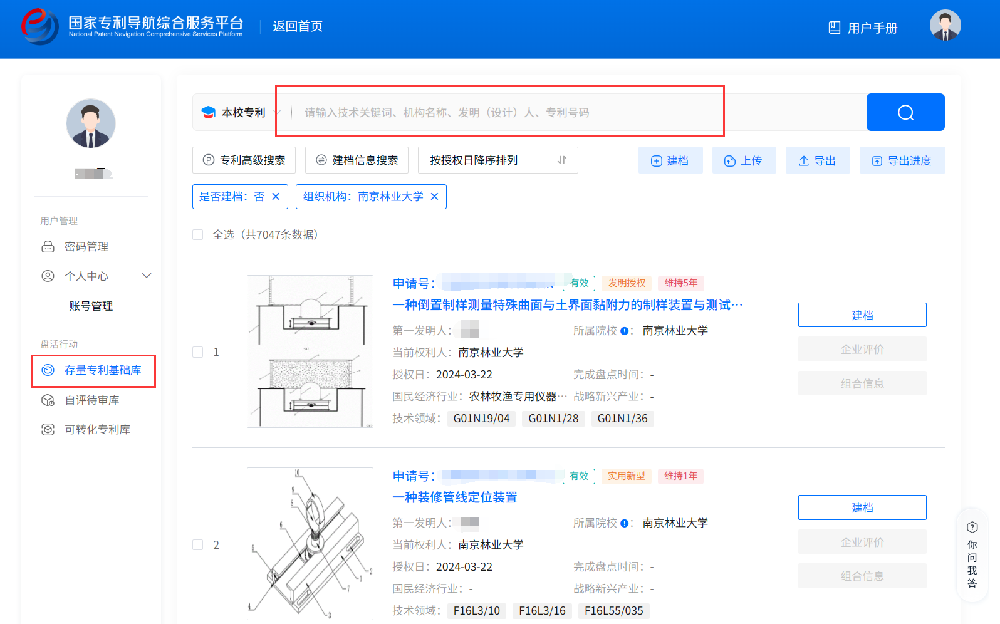 国家专利导航综合服务平台
National Patent Navigation Comprehensive Services Platform
返回首页
用户手册
用户管理
密码管理
个人中心
账号管理
盘活行动
存量专利基础库
自评待审库
可转化专利库
本校专利
请输入技术关键词、机构名称、发明（设计）人、专利号码
专利高级搜索
建档信息搜索
按授权日降序排列
建档
上传
导出
导出进度
是否建档：否 ✕
组织机构：南京林业大学 ✕
全选（共7047条数据）
1
申请号：
有效
发明授权
维持5年
一种倒置制样测量特殊曲面与土界面黏附力的制样装置与测试…
第一发明人：
所属院校 ： 南京林业大学
当前权利人： 南京林业大学
授权日： 2024-03-22
完成盘点时间： -
国民经济行业： 农林牧渔专用仪器…
战略新兴产业： -
技术领域： G01N19/04 G01N1/28 G01N1/36
建档
企业评价
组合信息
2
10
9
8
6
5
4
2
1
7
3
申请号：
有效
实用新型
维持1年
一种装修管线定位装置
第一发明人：
所属院校 ： 南京林业大学
当前权利人： 南京林业大学
授权日： 2024-03-22
完成盘点时间： -
国民经济行业： -
战略新兴产业： -
技术领域： F16L3/10 F16L3/16 F16L55/035
建档
企业评价
组合信息
你
问
我
答